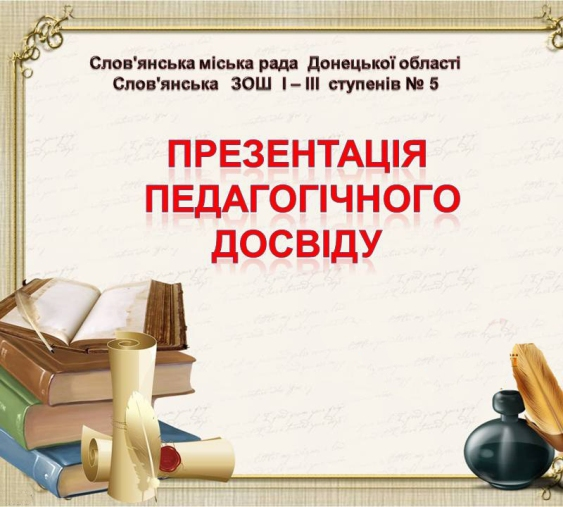 Слов'янська міська рада Донецької області
Слов'янська ЗОШ І – ІІІ ступенів № 5
ПРЕЗЕНТАЦІЯ
ПЕДАГОГІЧНОГО
ДОСВІДУ